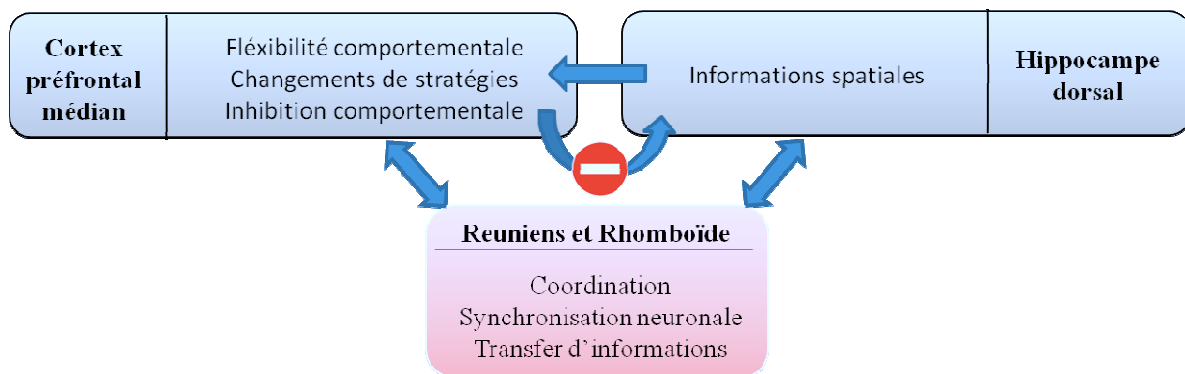 Cortex
préfrontal
médian
Fléxibilité comportementale
Changements de stratégies
Inhibition comportementale
Informations spatiales
Hippocampe
dorsal
Reuniens et Rhomboïde
Coordination
Synchronisation neuronale
Transfert d'informations